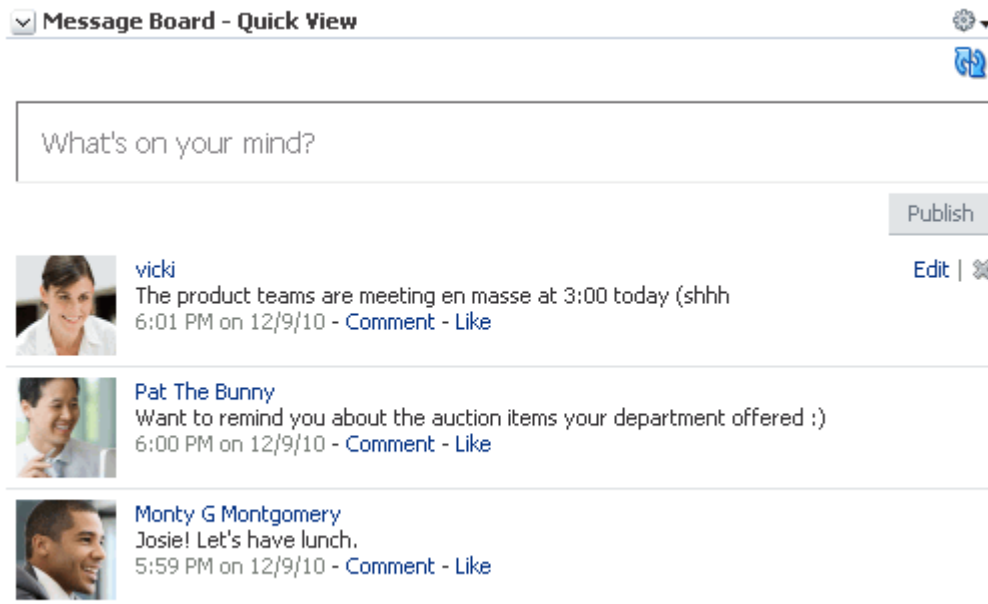 Message Board - Quick View
What's on your mind?
Publish
vicki
Edit |
The product teams are meeting en masse at 3:00 today (shhh
6:01 PM on 12/9/10 - Comment - Like
Pat The Bunny
Want to remind you about the auction items your department offered :)
6:00 PM on 12/9/10 - Comment - Like
Monty G Montgomery
Josie! Let's have lunch.
5:59 PM on 12/9/10 - Comment - Like